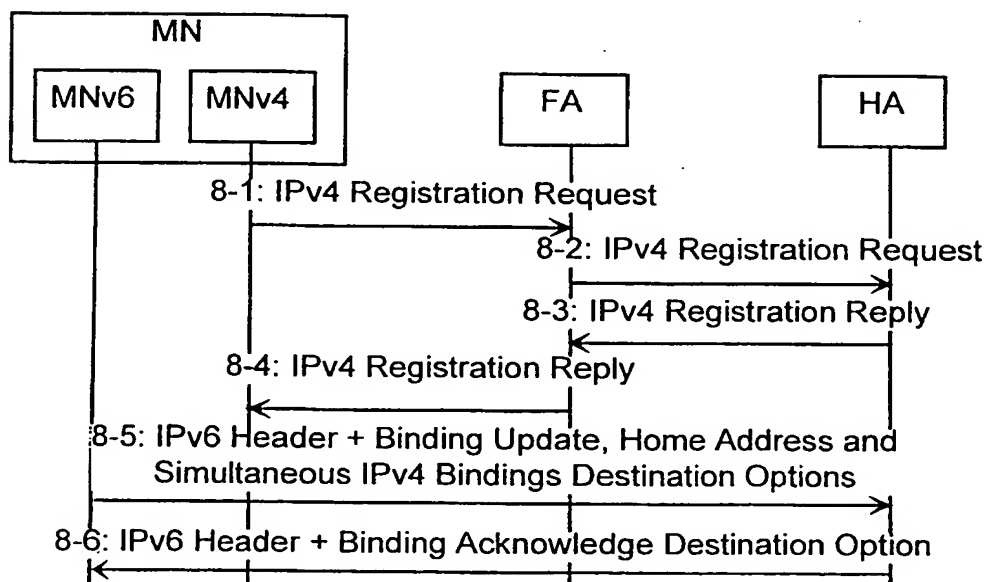 MN
MNv6
MNv4
FA
HA
8-1: IPv4 Registration Request
8-2: IPv4 Registration Request
8-3: IPv4 Registration Reply
8-4: IPv4 Registration Reply
8-5: IPv6 Header + Binding Update, Home Address and
Simultaneous IPv4 Bindings Destination Options
8-6: IPv6 Header + Binding Acknowledge Destination Option